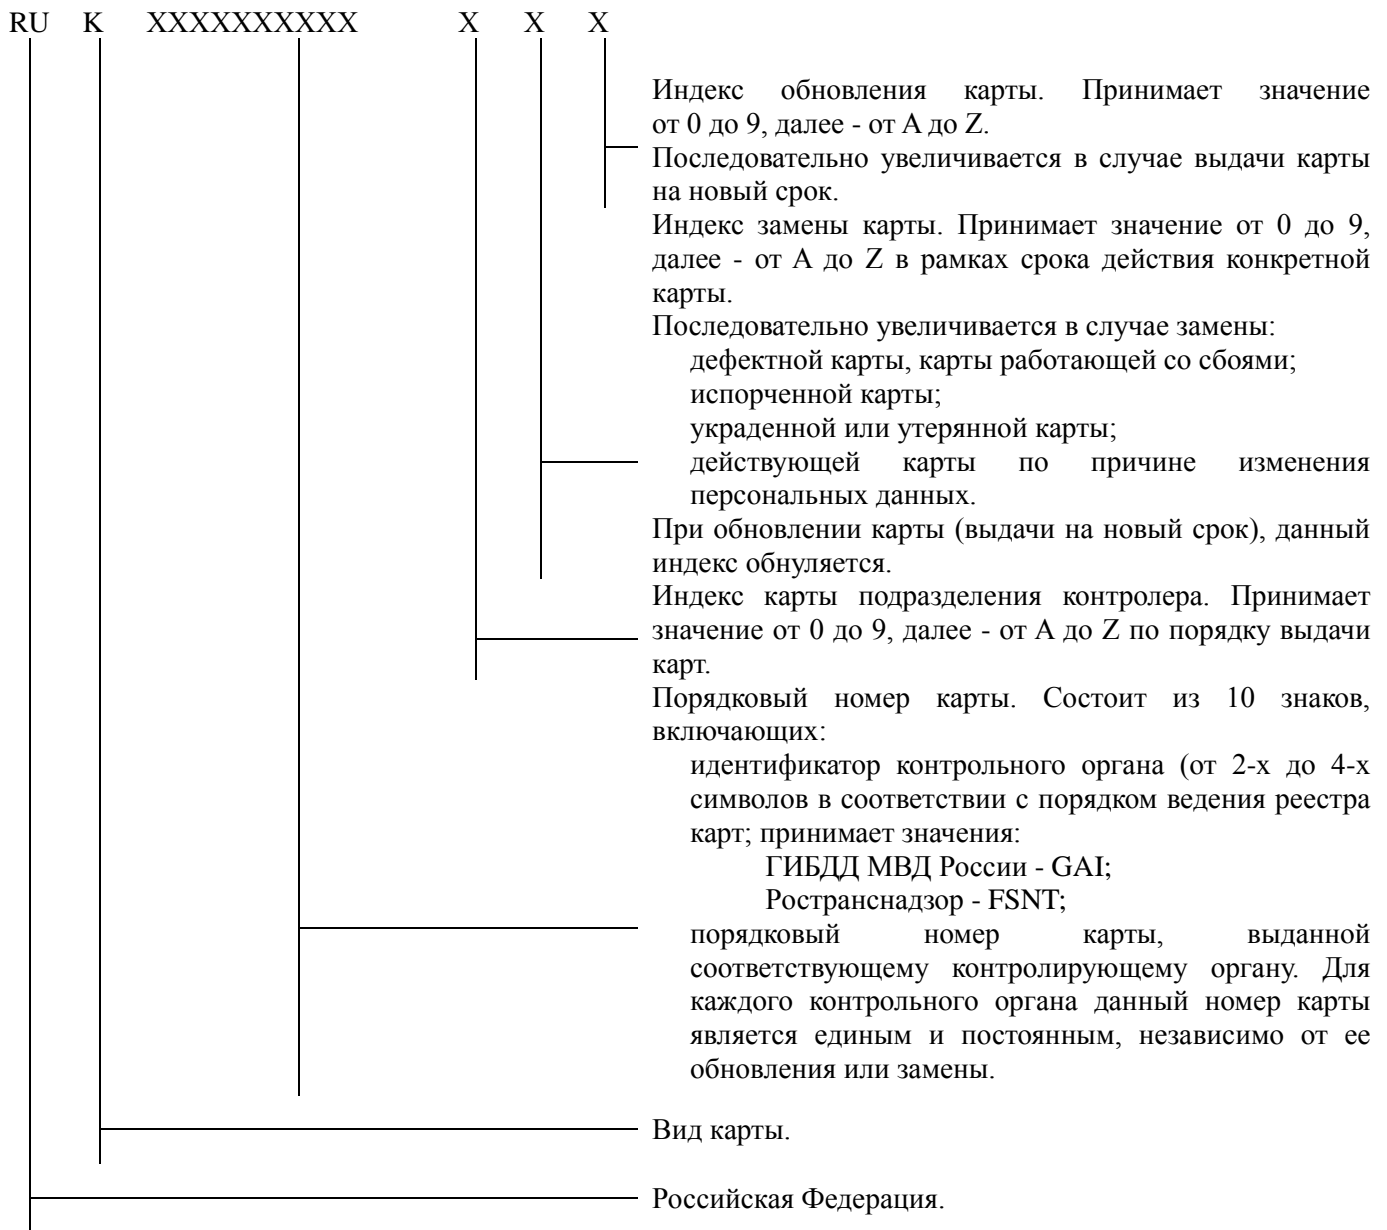 RU K XXXXXXXXXX X X X
Индекс обновления карты. Принимает значение
от 0 до 9, далее - от A до Z.
Последовательно увеличивается в случае выдачи карты
на новый срок.
Индекс замены карты. Принимает значение от 0 до 9,
далее - от A до Z в рамках срока действия конкретной
карты.
Последовательно увеличивается в случае замены:
дефектной карты, карты работающей со сбоями;
испорченной карты;
украденной или утерянной карты;
действующей карты по причине изменения
персональных данных.
При обновлении карты (выдачи на новый срок), данный
индекс обнуляется.
Индекс карты подразделения контролера. Принимает
значение от 0 до 9, далее - от A до Z по порядку выдачи
карт.
Порядковый номер карты. Состоит из 10 знаков,
включающих:
идентификатор контрольного органа (от 2-х до 4-х
символов в соответствии с порядком ведения реестра
карт; принимает значения:
ГИБДД МВД России - GAI;
Ространснадзор - FSNT;
порядковый номер карты, выданной
соответствующему контролирующему органу. Для
каждого контрольного органа данный номер карты
является единым и постоянным, независимо от ее
обновления или замены.
Вид карты.
Российская Федерация.